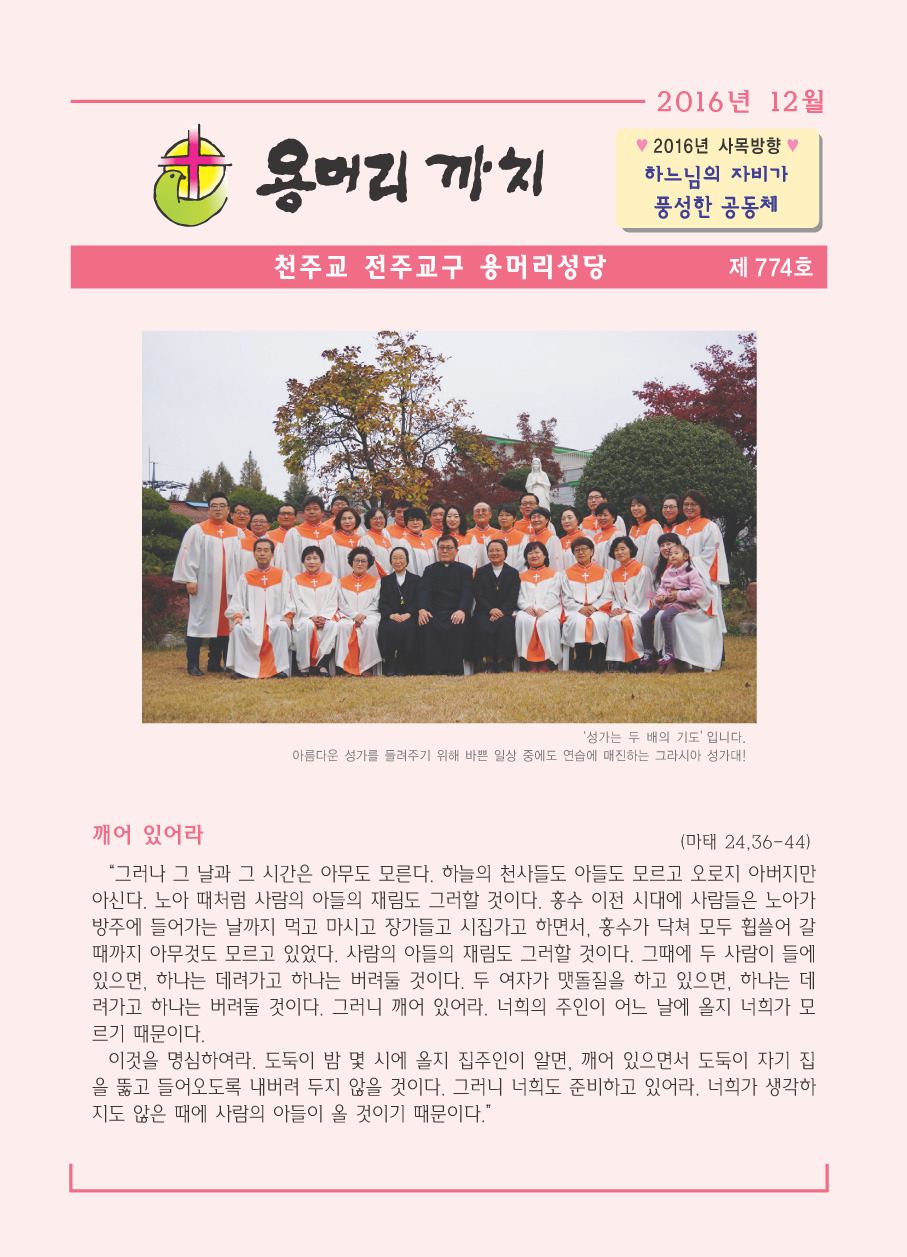 2016년 12월
용머리 까치
♥ 2016년 사목방향 ♥
하느님의 자비가
풍성한 공동체
천주교 전주교구 용머리성당 제 774호
'성가는 두 배의 기도' 입니다.
아름다운 성가를 들려주기 위해 바쁜 일상 중에도 연습에 매진하는 그라시아 성가대!
깨어 있어라 (마태 24,36-44)
"그러나 그 날과 그 시간은 아무도 모른다. 하늘의 천사들도 아들도 모르고 오로지 아버지만
아신다. 노아 때처럼 사람의 아들의 재림도 그러할 것이다. 홍수 이전 시대에 사람들은 노아가
방주에 들어가는 날까지 먹고 마시고 장가들고 시집가고 하면서, 홍수가 닥쳐 모두 휩쓸어 갈
때까지 아무것도 모르고 있었다. 사람의 아들의 재림도 그러할 것이다. 그때에 두 사람이 들에
있으면, 하나는 데려가고 하나는 버려둘 것이다. 두 여자가 맷돌질을 하고 있으면, 하나는 데
려가고 하나는 버려둘 것이다. 그러니 깨어 있어라. 너희의 주인이 어느 날에 올지 너희가 모
르기 때문이다.
이것을 명심하여라. 도둑이 밤 몇 시에 올지 집주인이 알면, 깨어 있으면서 도둑이 자기 집
을 뚫고 들어오도록 내버려 두지 않을 것이다. 그러니 너희도 준비하고 있어라. 너희가 생각하
지도 않은 때에 사람의 아들이 올 것이기 때문이다."